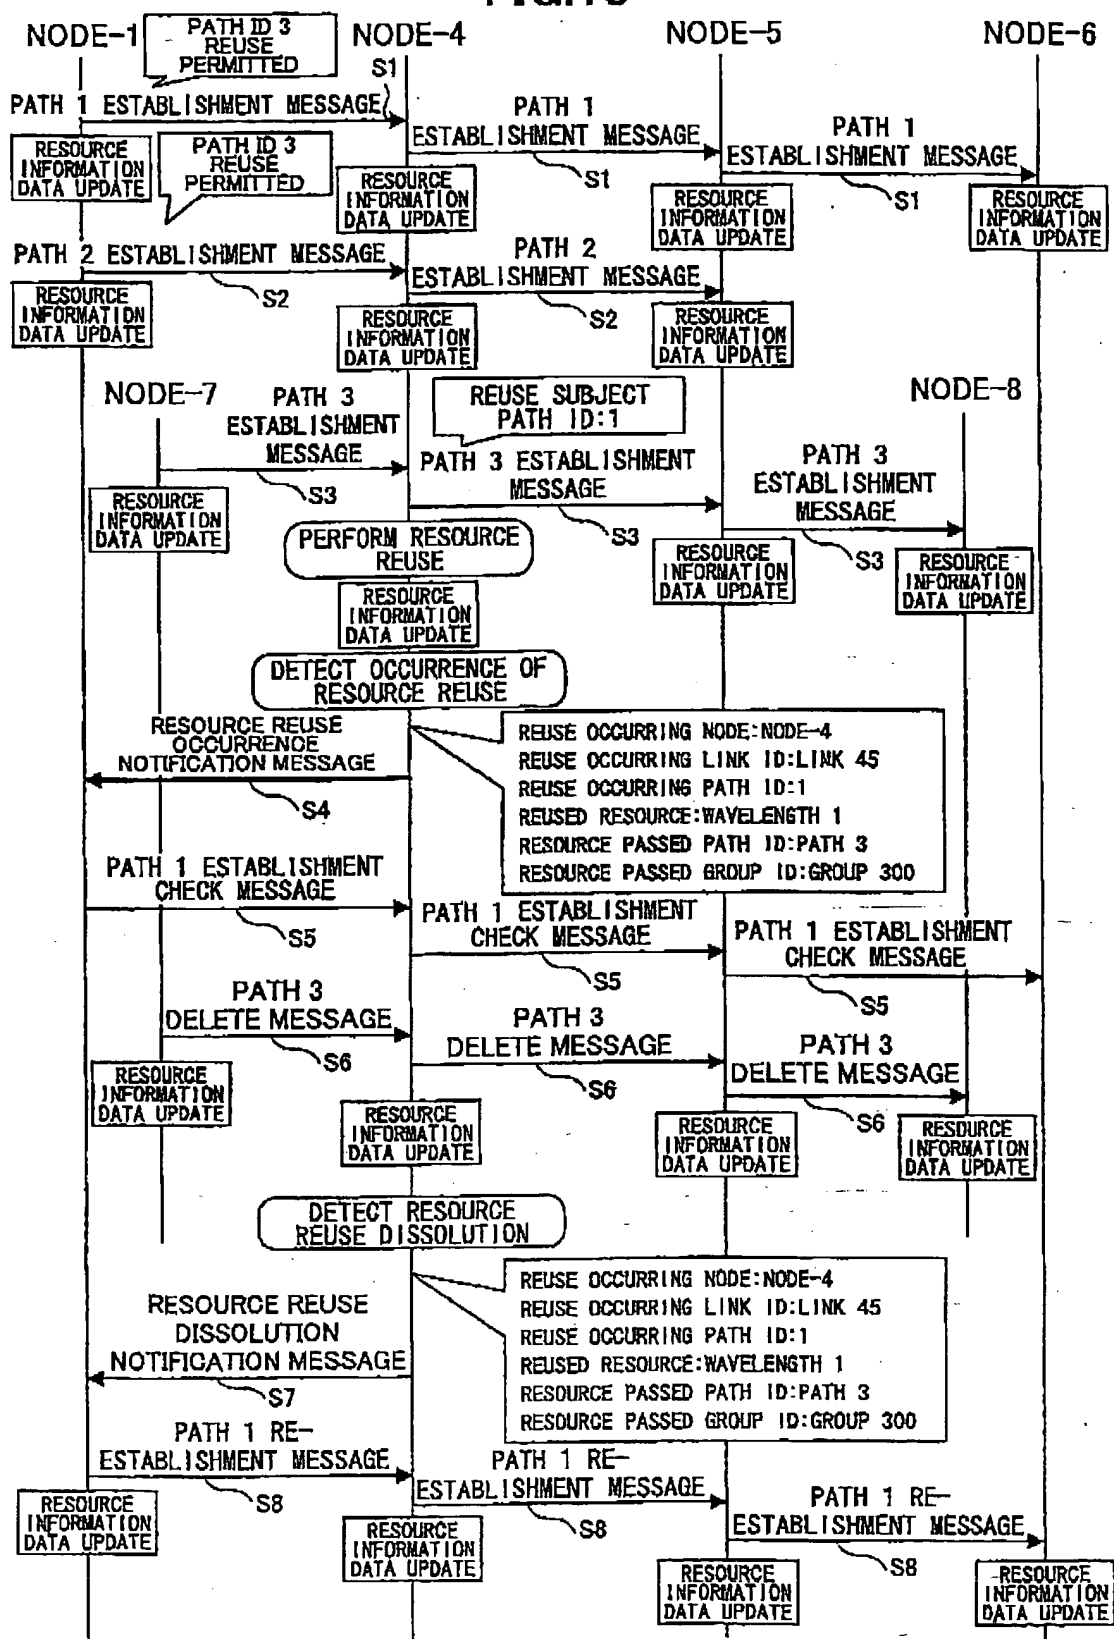 NODE-1
PATH ID 3
REUSE
PERMITTED
NODE-4
NODE-5
NODE-6
S1
PATH 1 ESTABLISHMENT MESSAGE
PATH 1
ESTABLISHMENT MESSAGE
PATH 1
ESTABLISHMENT MESSAGE
RESOURCE
INFORMATION
DATA UPDATE
PATH ID 3
REUSE
PERMITTED
RESOURCE
INFORMATION
DATA UPDATE
S1
RESOURCE
INFORMATION
DATA UPDATE
S1
RESOURCE
INFORMATION
DATA UPDATE
PATH 2 ESTABLISHMENT MESSAGE
PATH 2
ESTABLISHMENT MESSAGE
S2
S2
RESOURCE
INFORMATION
DATA UPDATE
RESOURCE
INFORMATION
DATA UPDATE
RESOURCE
INFORMATION
DATA UPDATE
NODE-7
PATH 3
ESTABLISHMENT
MESSAGE
REUSE SUBJECT
PATH ID:1
NODE-8
S3
PATH 3 ESTABLISHMENT
MESSAGE
S3
PATH 3
ESTABLISHMENT
MESSAGE
S3
RESOURCE
INFORMATION
DATA UPDATE
PERFORM RESOURCE
REUSE
RESOURCE
INFORMATION
DATA UPDATE
RESOURCE
INFORMATION
DATA UPDATE
RESOURCE
INFORMATION
DATA UPDATE
DETECT OCCURRENCE OF
RESOURCE REUSE
RESOURCE REUSE
OCCURRENCE
NOTIFICATION MESSAGE
S4
REUSE OCCURRING NODE:NODE-4
REUSE OCCURRING LINK ID:LINK 45
REUSE OCCURRING PATH ID:1
REUSED RESOURCE:WAVELENGTH 1
RESOURCE PASSED PATH ID:PATH 3
RESOURCE PASSED GROUP ID:GROUP 300
PATH 1 ESTABLISHMENT
CHECK MESSAGE
S5
PATH 1 ESTABLISHMENT
CHECK MESSAGE
S5
PATH 1 ESTABLISHMENT
CHECK MESSAGE
S5
PATH 3
DELETE MESSAGE
S6
PATH 3
DELETE MESSAGE
S6
PATH 3
DELETE MESSAGE
S6
RESOURCE
INFORMATION
DATA UPDATE
RESOURCE
INFORMATION
DATA UPDATE
RESOURCE
INFORMATION
DATA UPDATE
RESOURCE
INFORMATION
DATA UPDATE
DETECT RESOURCE
REUSE DISSOLUTION
RESOURCE REUSE
DISSOLUTION
NOTIFICATION MESSAGE
S7
REUSE OCCURRING NODE:NODE-4
REUSE OCCURRING LINK ID:LINK 45
REUSE OCCURRING PATH ID:1
REUSED RESOURCE:WAVELENGTH 1
RESOURCE PASSED PATH ID:PATH 3
RESOURCE PASSED GROUP ID:GROUP 300
PATH 1 RE-
ESTABLISHMENT MESSAGE
S8
PATH 1 RE-
ESTABLISHMENT MESSAGE
S8
PATH 1 RE-
ESTABLISHMENT MESSAGE
S8
RESOURCE
INFORMATION
DATA UPDATE
RESOURCE
INFORMATION
DATA UPDATE
RESOURCE
INFORMATION
DATA UPDATE
RESOURCE
INFORMATION
DATA UPDATE